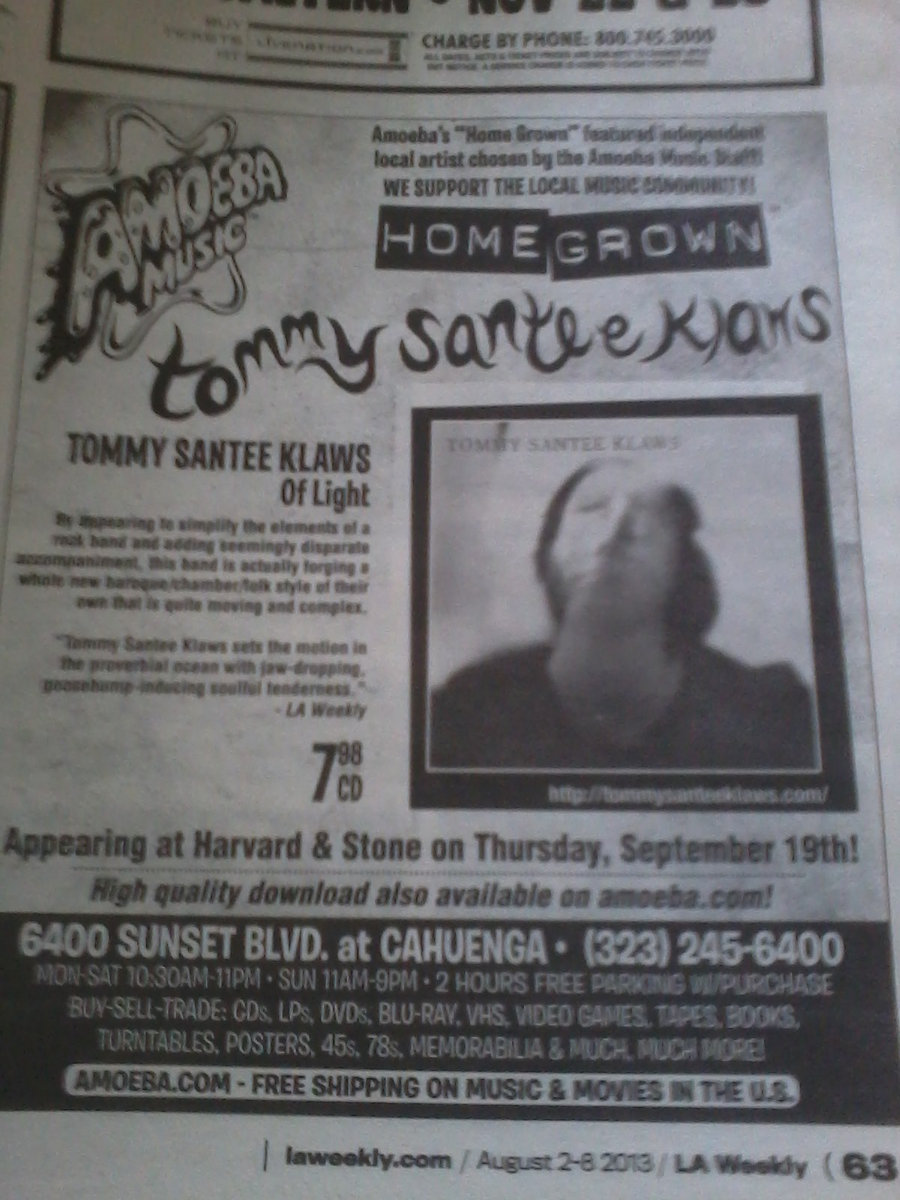 CHARGE BY PHONE: 800.745.3000
AMOEBA
MUSIC
Amoeba's "Home Grown" featured independent
local artist chosen by the Amoeba Music Staff!
WE SUPPORT THE LOCAL MUSIC COMMUNITY!
HOME GROWN
tommy santee klaws
TOMMY SANTEE KLAWS
Of Light
By appearing to simplify the elements of a
rock band and adding seemingly disparate
accompaniment, this band is actually forging a
whole new baroque/chamber/folk style of their
own that is quite moving and complex.
"Tommy Santee Klaws sets the motion in
the proverbial ocean with jaw-dropping,
goosebump-inducing soulful tenderness."
- LA Weekly
7 98
CD
TOMMY SANTEE KLAWS
http://tommysanteeklaws.com/
Appearing at Harvard & Stone on Thursday, September 19th!
High quality download also available on amoeba.com!
6400 SUNSET BLVD. at CAHUENGA • (323) 245-6400
MON-SAT 10:30AM-11PM • SUN 11AM-9PM • 2 HOURS FREE PARKING W/PURCHASE
BUY-SELL-TRADE: CDs, LPs, DVDs, BLU-RAY, VHS, VIDEO GAMES, TAPES, BOOKS,
TURNTABLES, POSTERS, 45s, 78s, MEMORABILIA & MUCH, MUCH MORE!
AMOEBA.COM - FREE SHIPPING ON MUSIC & MOVIES IN THE U.S.
laweekly.com / August 2-8 2013 / LA Weekly ( 63